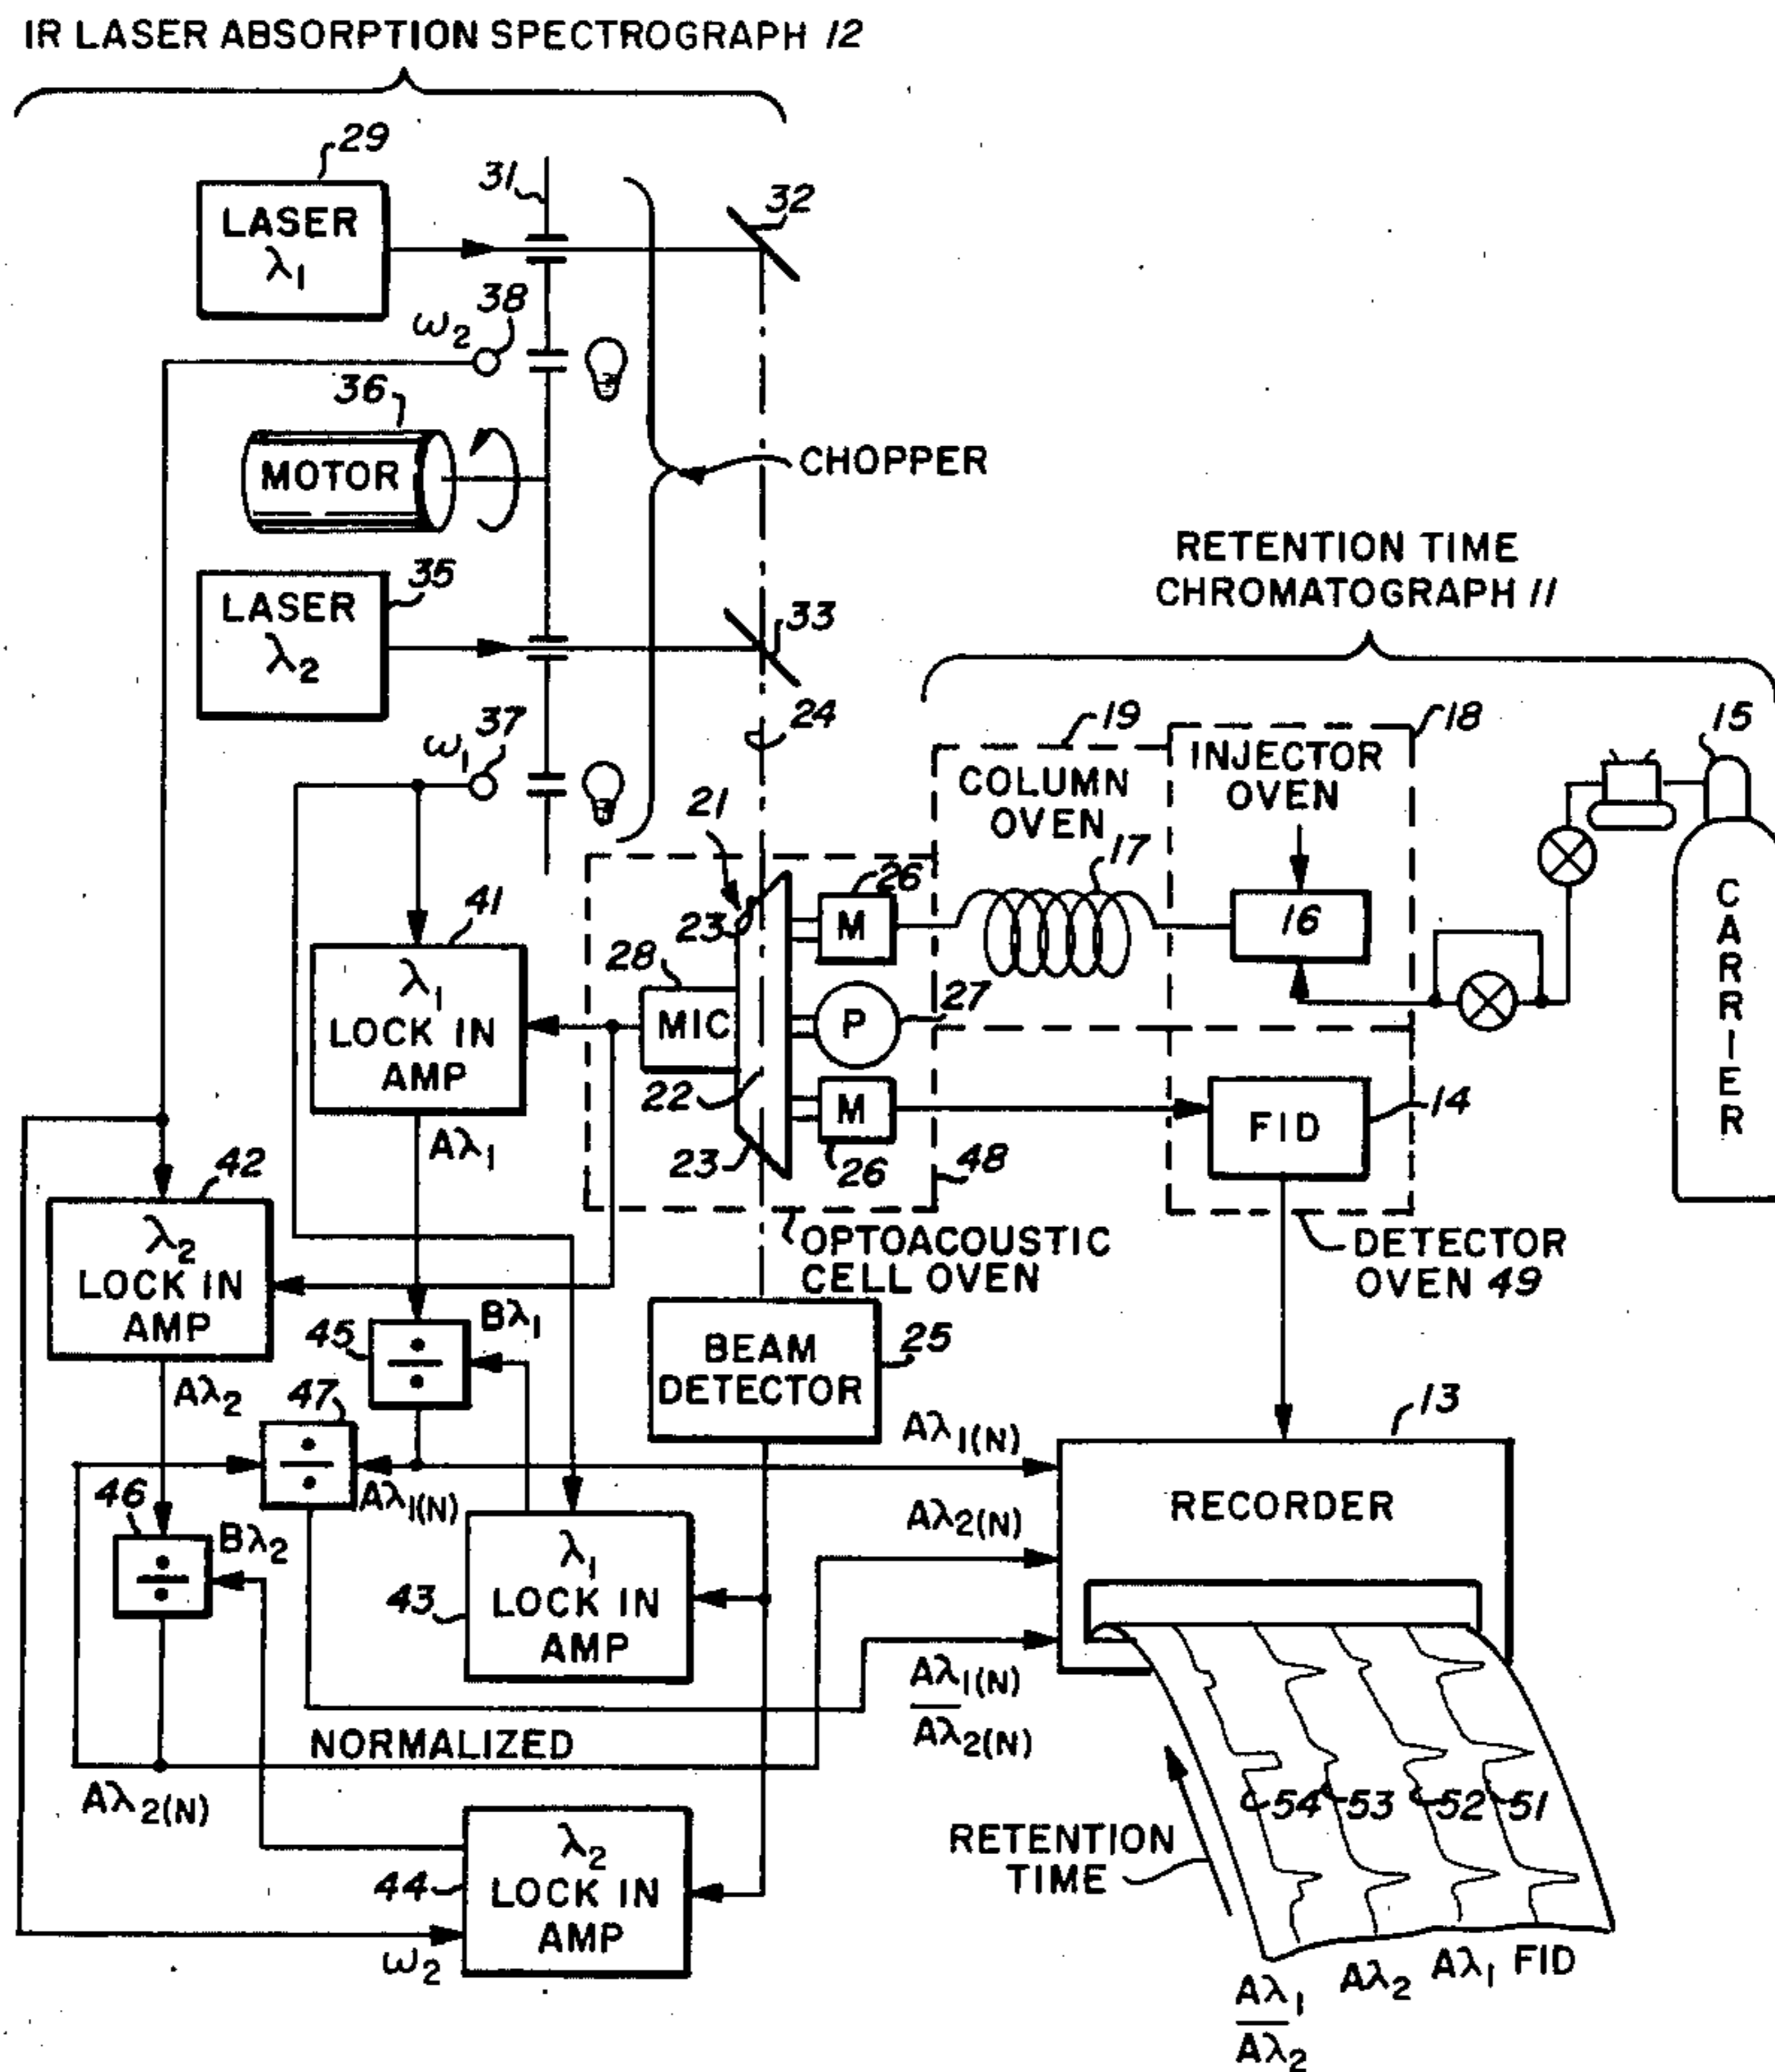 IR LASER ABSORPTION SPECTROGRAPH 12
29
LASER
λ1
31
32
38
ω2
36
MOTOR
CHOPPER
35
LASER
λ2
33
24
37
ω1
RETENTION TIME
CHROMATOGRAPH 11
19
18
15
COLUMN
OVEN
INJECTOR
OVEN
21
17
26
M
16
23
28
MIC
27
P
22
M
26
23
48
FID
14
CARRIER
41
λ1
LOCK IN
AMP
Aλ1
42
λ2
LOCK IN
AMP
Aλ2
OPTOACOUSTIC
CELL OVEN
DETECTOR
OVEN 49
45
÷
Bλ1
BEAM
DETECTOR
25
47
÷
Aλ1(N)
Aλ1(N)
13
RECORDER
46
÷
Bλ2
Aλ2(N)
43
λ1
LOCK IN
AMP
Aλ1(N)
Aλ2(N)
NORMALIZED
Aλ2(N)
44
λ2
LOCK IN
AMP
ω2
54
53
52
51
RETENTION
TIME
Aλ1
Aλ2
Aλ2
Aλ1
FID